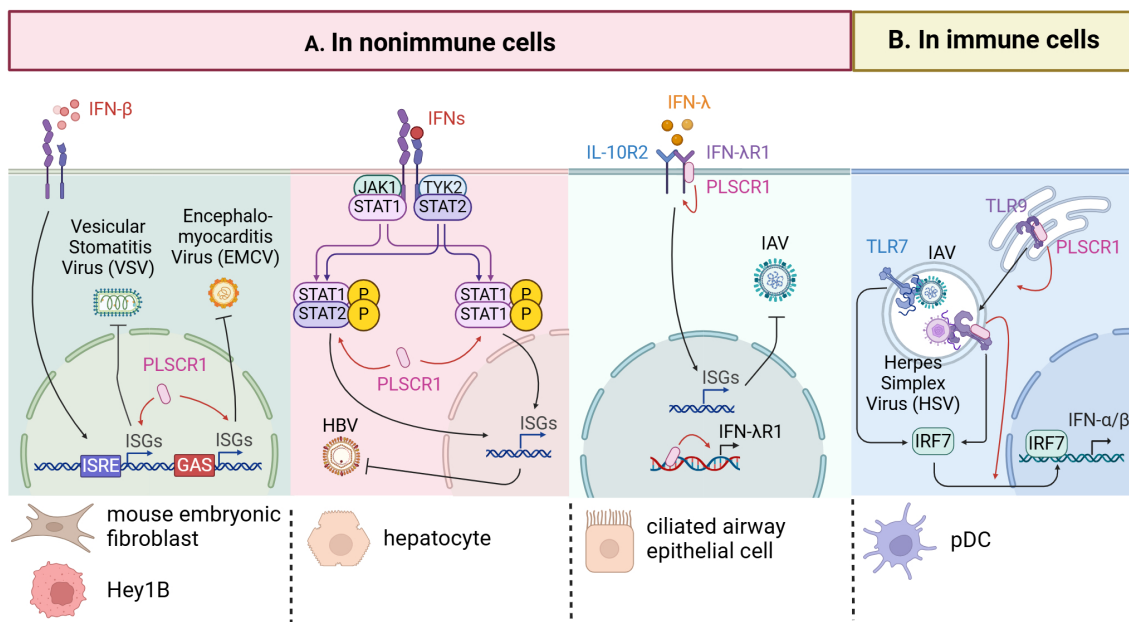 A. In nonimmune cells
B. In immune cells
IFN-β
Vesicular
Stomatitis
Virus (VSV)
Encephalo-
myocarditis
Virus (EMCV)
PLSCR1
ISGs
ISGs
ISRE
GAS
mouse embryonic
fibroblast
Hey1B
IFNs
JAK1
TYK2
STAT1
STAT2
STAT1
P
STAT2
P
STAT1
P
STAT1
P
PLSCR1
HBV
ISGs
hepatocyte
IFN-λ
IL-10R2
IFN-λR1
PLSCR1
IAV
ISGs
IFN-λR1
ciliated airway
epithelial cell
TLR9
TLR7
IAV
PLSCR1
Herpes
Simplex
Virus (HSV)
IFN-α/β
IRF7
IRF7
pDC